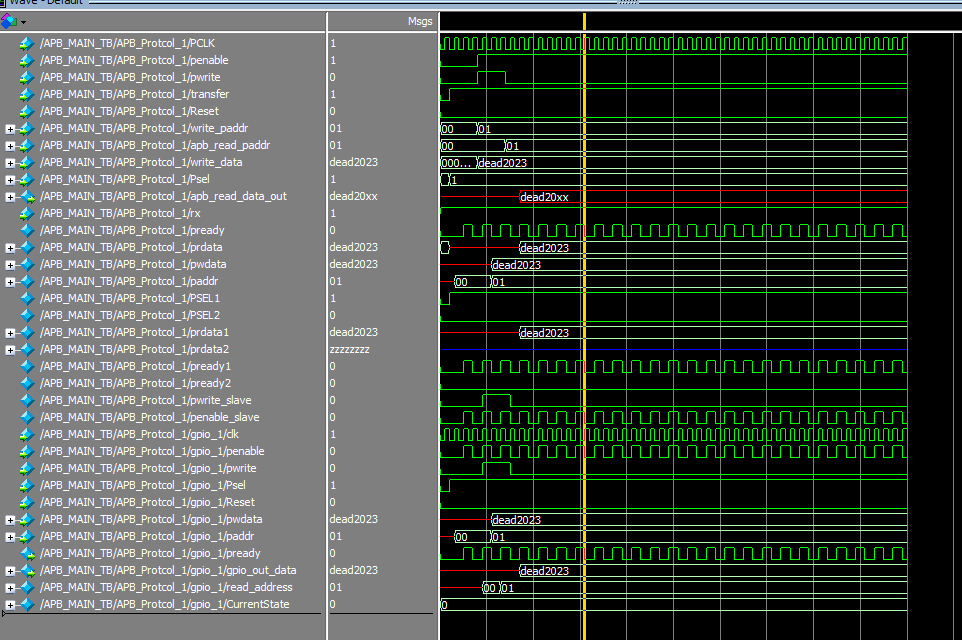 Wave - Default
Msgs
/APB_MAIN_TB/APB_Protcol_1/PCLK 1
/APB_MAIN_TB/APB_Protcol_1/penable 1
/APB_MAIN_TB/APB_Protcol_1/pwrite 0
/APB_MAIN_TB/APB_Protcol_1/transfer 1
/APB_MAIN_TB/APB_Protcol_1/Reset 0
/APB_MAIN_TB/APB_Protcol_1/write_paddr 01 00 01
/APB_MAIN_TB/APB_Protcol_1/apb_read_paddr 01 00 01
/APB_MAIN_TB/APB_Protcol_1/write_data dead2023 000... dead2023
/APB_MAIN_TB/APB_Protcol_1/Psel 1 1
/APB_MAIN_TB/APB_Protcol_1/apb_read_data_out dead20xx dead20xx
/APB_MAIN_TB/APB_Protcol_1/rx 1
/APB_MAIN_TB/APB_Protcol_1/pready 0
/APB_MAIN_TB/APB_Protcol_1/prdata dead2023 dead2023
/APB_MAIN_TB/APB_Protcol_1/pwdata dead2023 dead2023
/APB_MAIN_TB/APB_Protcol_1/paddr 01 00 01
/APB_MAIN_TB/APB_Protcol_1/PSEL1 1
/APB_MAIN_TB/APB_Protcol_1/PSEL2 0
/APB_MAIN_TB/APB_Protcol_1/prdata1 dead2023 dead2023
/APB_MAIN_TB/APB_Protcol_1/prdata2 zzzzzzzz
/APB_MAIN_TB/APB_Protcol_1/pready1 0
/APB_MAIN_TB/APB_Protcol_1/pready2 0
/APB_MAIN_TB/APB_Protcol_1/pwrite_slave 0
/APB_MAIN_TB/APB_Protcol_1/penable_slave 0
/APB_MAIN_TB/APB_Protcol_1/gpio_1/clk 1
/APB_MAIN_TB/APB_Protcol_1/gpio_1/penable 0
/APB_MAIN_TB/APB_Protcol_1/gpio_1/pwrite 0
/APB_MAIN_TB/APB_Protcol_1/gpio_1/Psel 1
/APB_MAIN_TB/APB_Protcol_1/gpio_1/Reset 0
/APB_MAIN_TB/APB_Protcol_1/gpio_1/pwdata dead2023 dead2023
/APB_MAIN_TB/APB_Protcol_1/gpio_1/paddr 01 00 01
/APB_MAIN_TB/APB_Protcol_1/gpio_1/pready 0
/APB_MAIN_TB/APB_Protcol_1/gpio_1/gpio_out_data dead2023 dead2023
/APB_MAIN_TB/APB_Protcol_1/gpio_1/read_address 01 00 01
/APB_MAIN_TB/APB_Protcol_1/gpio_1/CurrentState 0 0